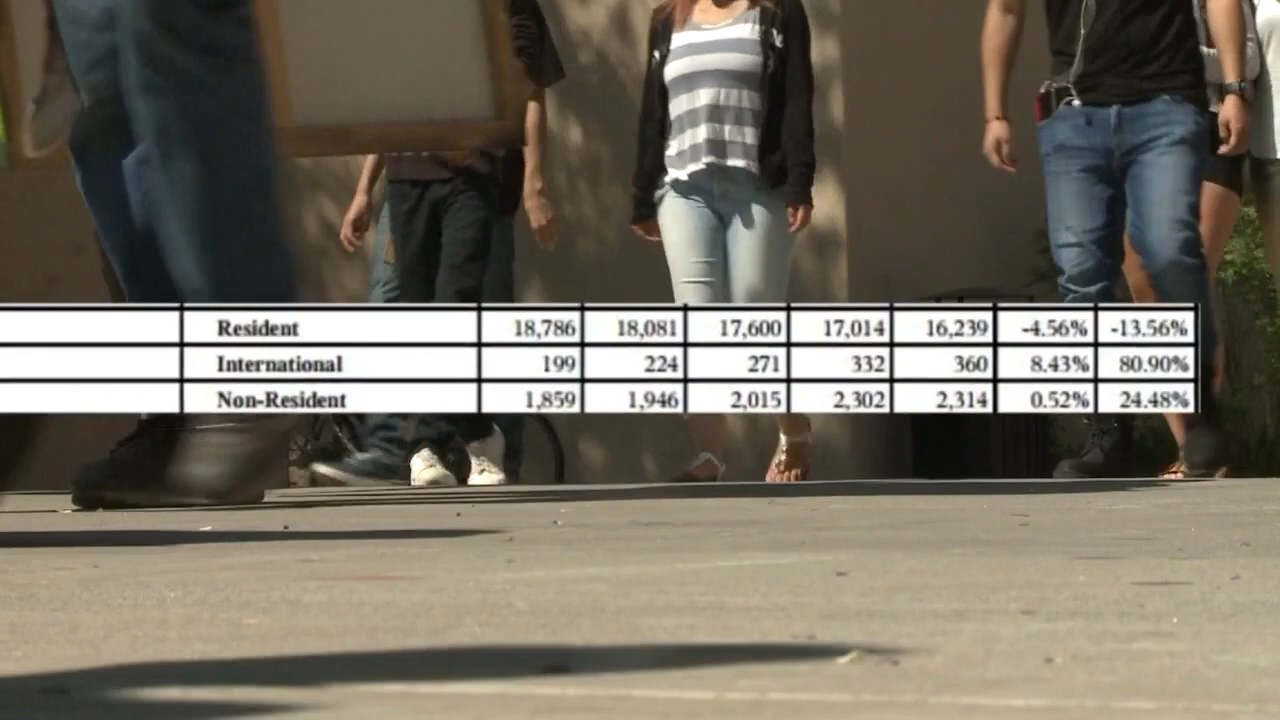 Resident 18,786 18,081 17,600 17,014 16,239 -4.56% -13.56%
International 199 224 271 332 360 8.43% 80.90%
Non-Resident 1,859 1,946 2,015 2,302 2,314 0.52% 24.48%